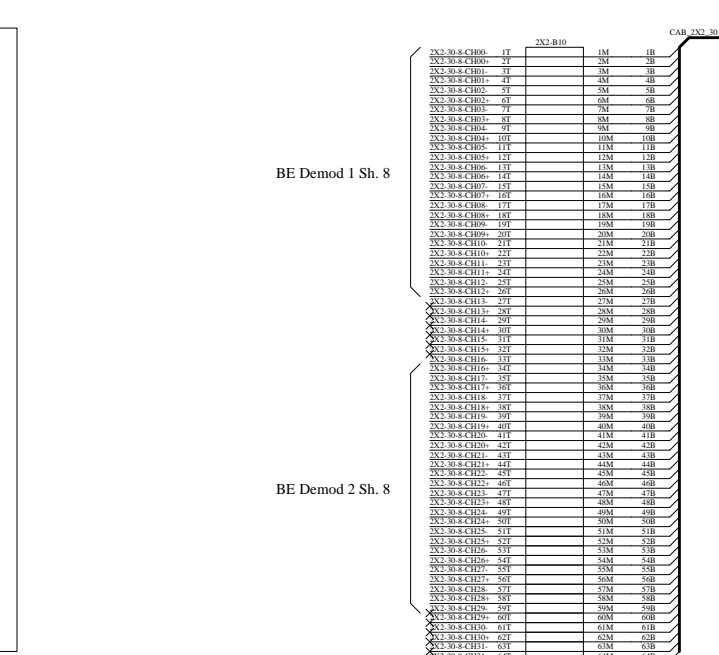 CAB_2X2_30
2X2-B10
2X2-30-8-CH00- 1T 1M 1B
2X2-30-8-CH00+ 2T 2M 2B
2X2-30-8-CH01- 3T 3M 3B
2X2-30-8-CH01+ 4T 4M 4B
2X2-30-8-CH02- 5T 5M 5B
2X2-30-8-CH02+ 6T 6M 6B
2X2-30-8-CH03- 7T 7M 7B
2X2-30-8-CH03+ 8T 8M 8B
2X2-30-8-CH04- 9T 9M 9B
2X2-30-8-CH04+ 10T 10M 10B
2X2-30-8-CH05- 11T 11M 11B
2X2-30-8-CH05+ 12T 12M 12B
2X2-30-8-CH06- 13T 13M 13B
BE Demod 1 Sh. 8
2X2-30-8-CH06+ 14T 14M 14B
2X2-30-8-CH07- 15T 15M 15B
2X2-30-8-CH07+ 16T 16M 16B
2X2-30-8-CH08- 17T 17M 17B
2X2-30-8-CH08+ 18T 18M 18B
2X2-30-8-CH09- 19T 19M 19B
2X2-30-8-CH09+ 20T 20M 20B
2X2-30-8-CH10- 21T 21M 21B
2X2-30-8-CH10+ 22T 22M 22B
2X2-30-8-CH11- 23T 23M 23B
2X2-30-8-CH11+ 24T 24M 24B
2X2-30-8-CH12- 25T 25M 25B
2X2-30-8-CH12+ 26T 26M 26B
2X2-30-8-CH13- 27T 27M 27B
2X2-30-8-CH13+ 28T 28M 28B
2X2-30-8-CH14- 29T 29M 29B
2X2-30-8-CH14+ 30T 30M 30B
2X2-30-8-CH15- 31T 31M 31B
2X2-30-8-CH15+ 32T 32M 32B
2X2-30-8-CH16- 33T 33M 33B
2X2-30-8-CH16+ 34T 34M 34B
2X2-30-8-CH17- 35T 35M 35B
2X2-30-8-CH17+ 36T 36M 36B
2X2-30-8-CH18- 37T 37M 37B
2X2-30-8-CH18+ 38T 38M 38B
2X2-30-8-CH19- 39T 39M 39B
2X2-30-8-CH19+ 40T 40M 40B
2X2-30-8-CH20- 41T 41M 41B
2X2-30-8-CH20+ 42T 42M 42B
2X2-30-8-CH21- 43T 43M 43B
2X2-30-8-CH21+ 44T 44M 44B
2X2-30-8-CH22- 45T 45M 45B
2X2-30-8-CH22+ 46T 46M 46B
2X2-30-8-CH23- 47T 47M 47B
BE Demod 2 Sh. 8
2X2-30-8-CH23+ 48T 48M 48B
2X2-30-8-CH24- 49T 49M 49B
2X2-30-8-CH24+ 50T 50M 50B
2X2-30-8-CH25- 51T 51M 51B
2X2-30-8-CH25+ 52T 52M 52B
2X2-30-8-CH26- 53T 53M 53B
2X2-30-8-CH26+ 54T 54M 54B
2X2-30-8-CH27- 55T 55M 55B
2X2-30-8-CH27+ 56T 56M 56B
2X2-30-8-CH28- 57T 57M 57B
2X2-30-8-CH28+ 58T 58M 58B
2X2-30-8-CH29- 59T 59M 59B
2X2-30-8-CH29+ 60T 60M 60B
2X2-30-8-CH30- 61T 61M 61B
2X2-30-8-CH30+ 62T 62M 62B
2X2-30-8-CH31- 63T 63M 63B